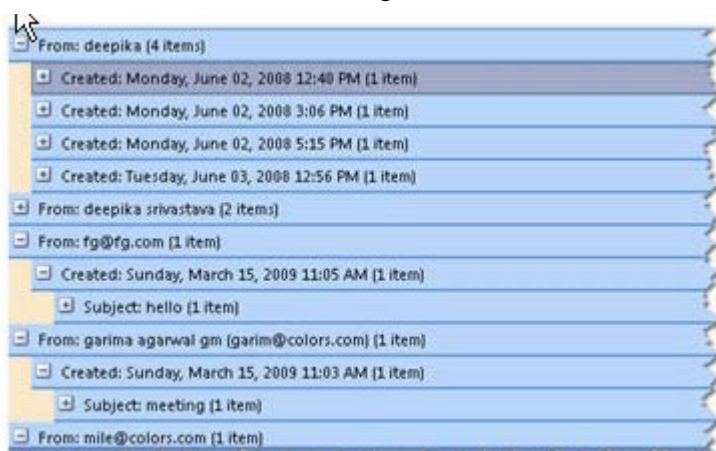 From: deepika (4 items)
Created: Monday, June 02, 2008 12:40 PM (1 item)
Created: Monday, June 02, 2008 3:06 PM (1 item)
Created: Monday, June 02, 2008 5:15 PM (1 item)
Created: Tuesday, June 03, 2008 12:56 PM (1 item)
From: deepika srivastava (2 items)
From: fg@fg.com (1 item)
Created: Sunday, March 15, 2009 11:05 AM (1 item)
Subject: hello (1 item)
From: garima agarwal gm (garim@colors.com) (1 item)
Created: Sunday, March 15, 2009 11:03 AM (1 item)
Subject: meeting (1 item)
From: mile@colors.com (1 item)